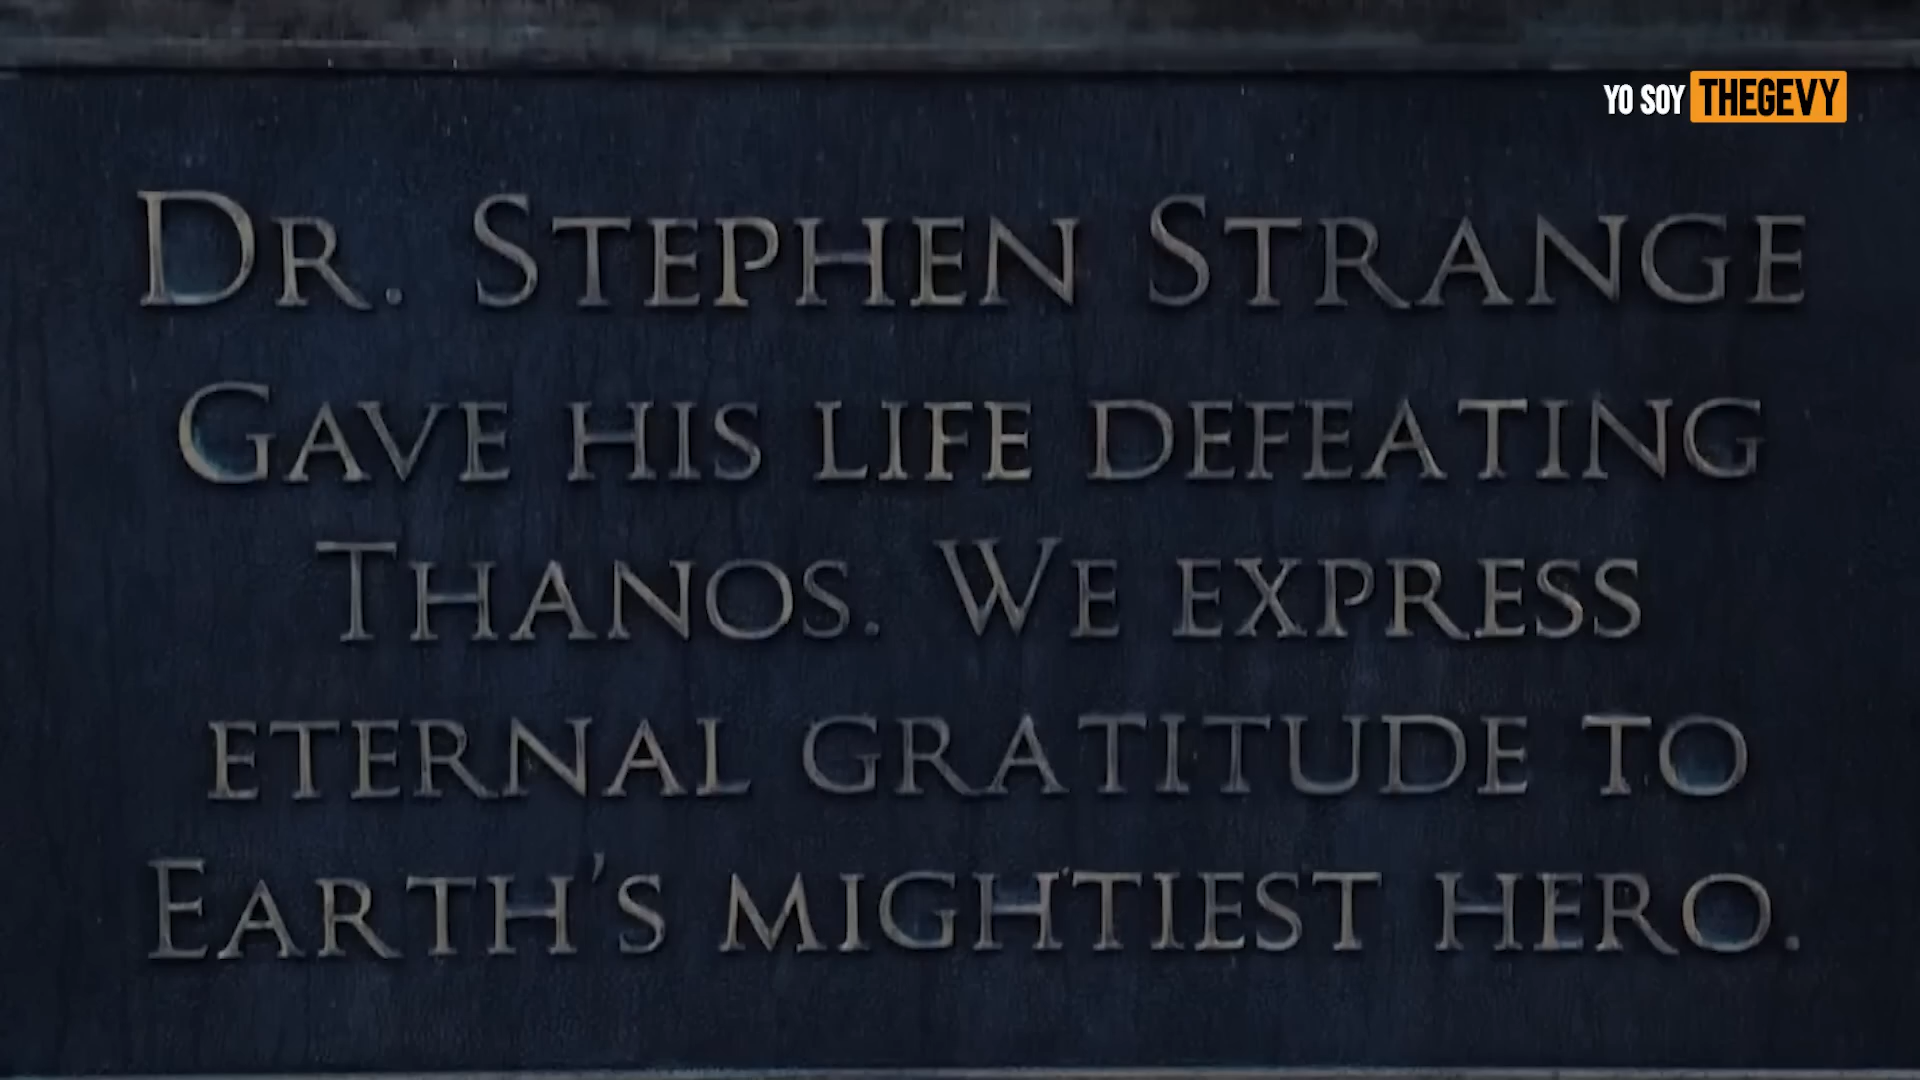 YO SOY THEGEVY
DR. STEPHEN STRANGE
GAVE HIS LIFE DEFEATING
THANOS. WE EXPRESS
ETERNAL GRATITUDE TO
EARTH'S MIGHTIEST HERO.